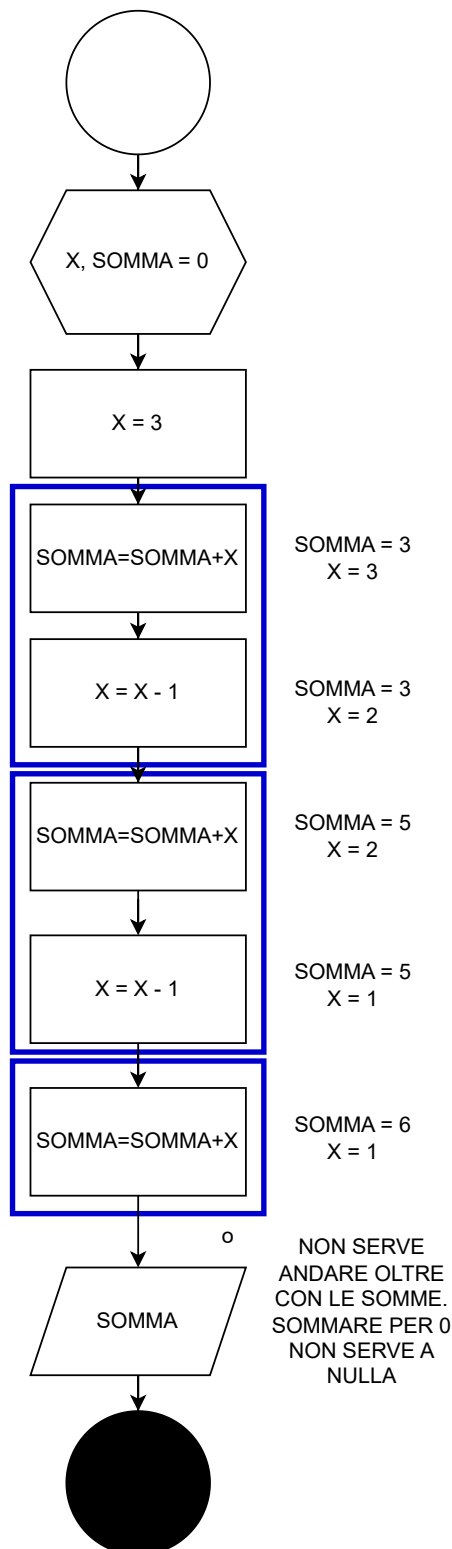 X, SOMMA = 0
X = 3
SOMMA=SOMMA+X
SOMMA = 3
X = 3
X = X - 1
SOMMA = 3
X = 2
SOMMA=SOMMA+X
SOMMA = 5
X = 2
X = X - 1
SOMMA = 5
X = 1
SOMMA=SOMMA+X
SOMMA = 6
X = 1
o
SOMMA
NON SERVE
ANDARE OLTRE
CON LE SOMME.
SOMMARE PER 0
NON SERVE A
NULLA